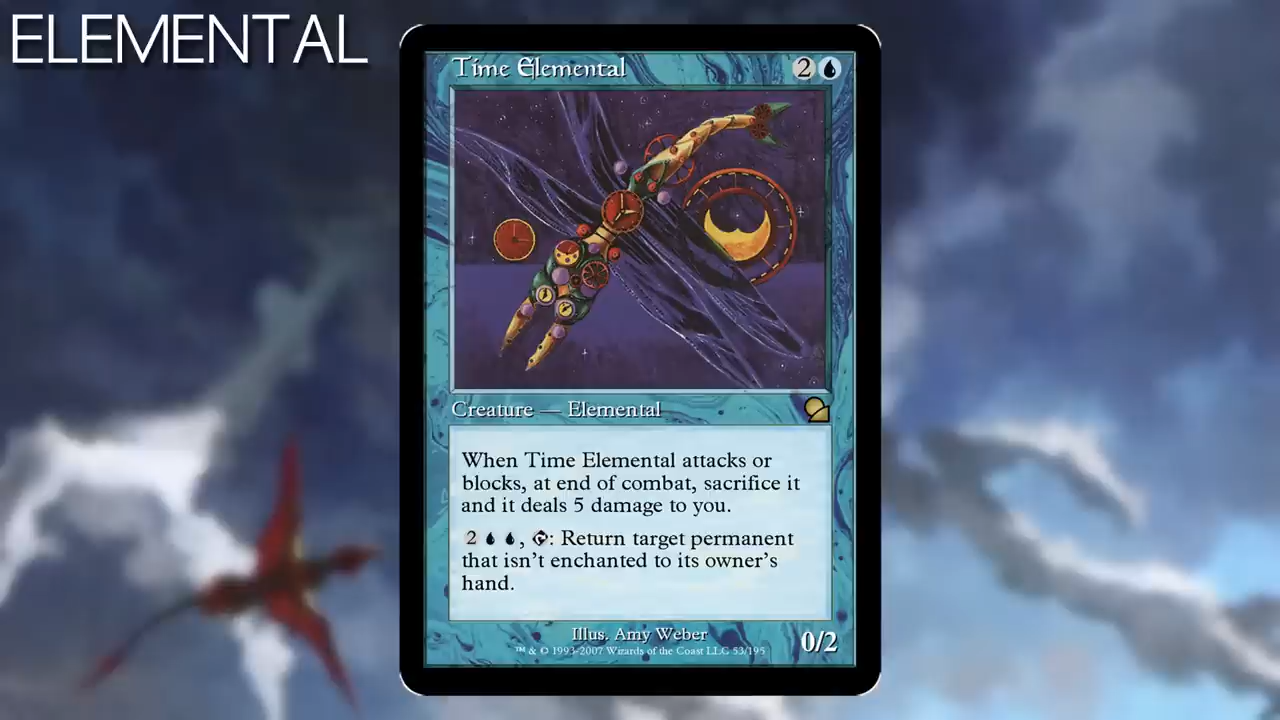 ELEMENTAL
Time Elemental 2
Creature — Elemental
When Time Elemental attacks or
blocks, at end of combat, sacrifice it
and it deals 5 damage to you.
2 , : Return target permanent
that isn't enchanted to its owner's
hand.
Illus. Amy Weber
™ & © 1993-2007 Wizards of the Coast LLC 53/195
0/2